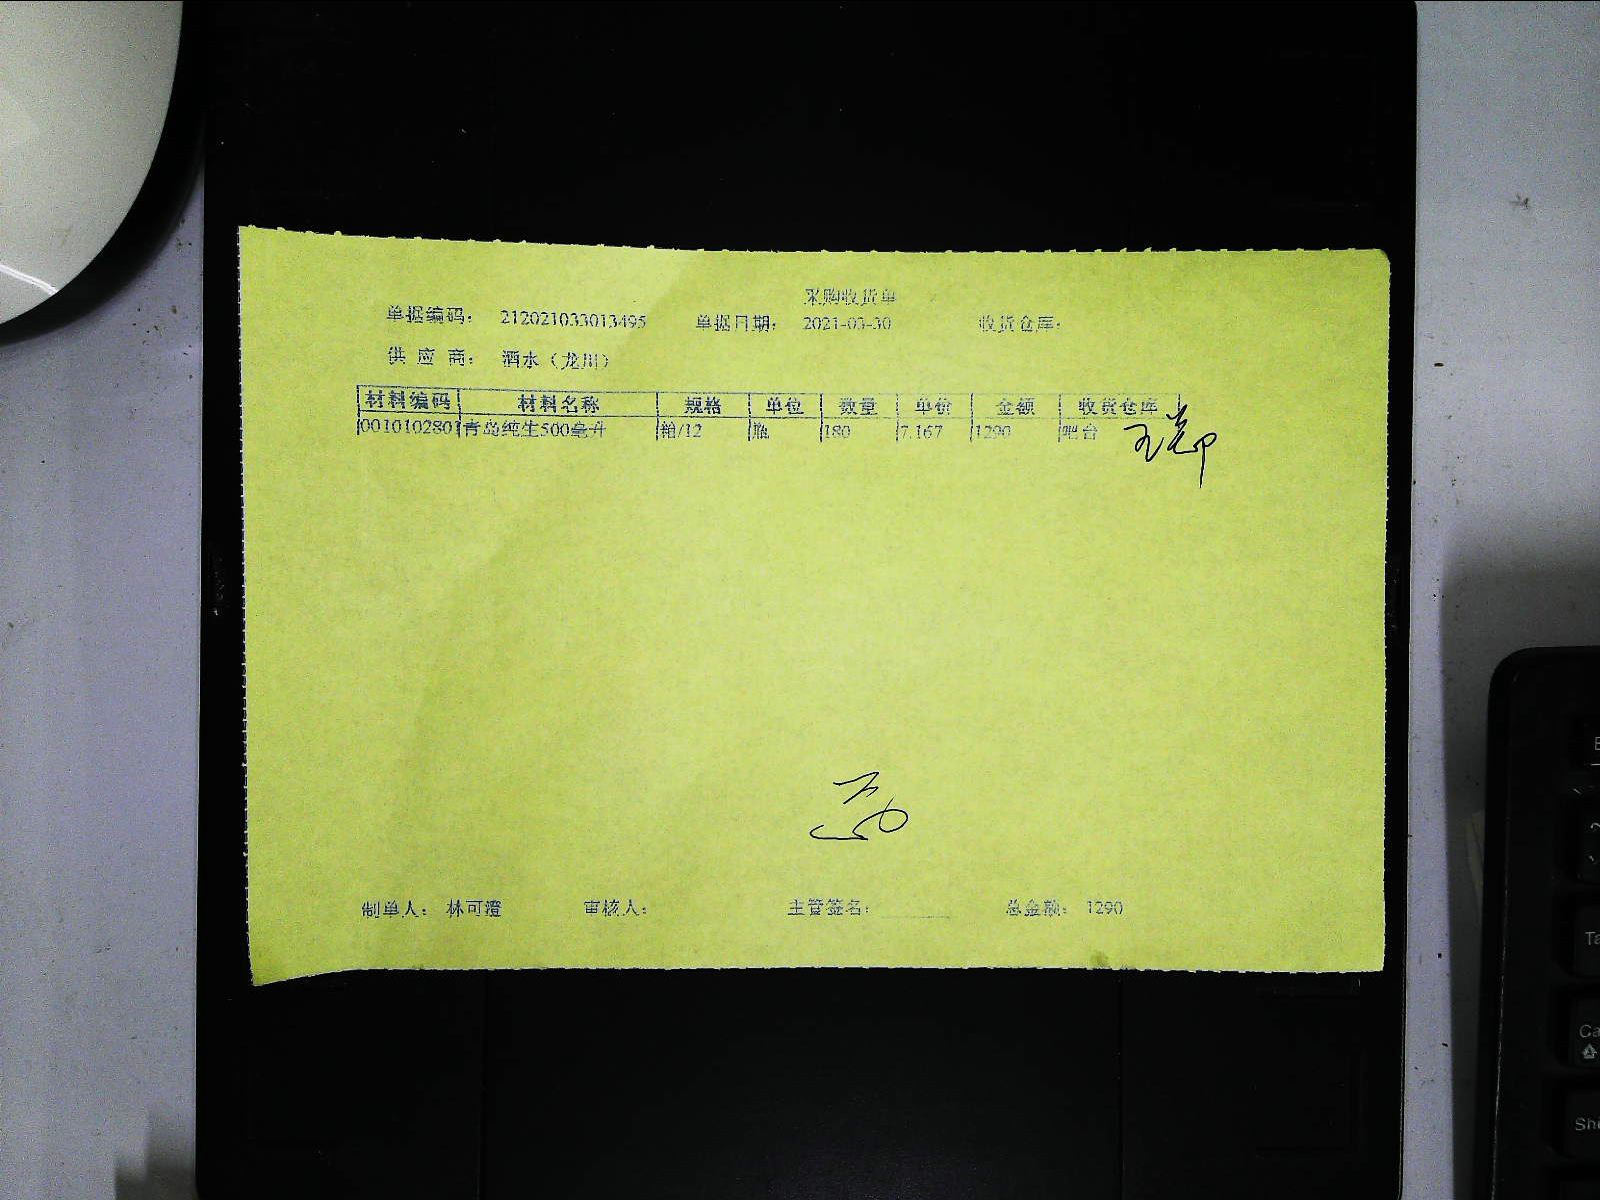 采购收货单
单据编码： 212021033013495 单据日期： 2021-03-30 收货仓库：
供应商： 酒水（龙川）
材料编码 材料名称 规格 单位 数量 单价 金额 收货仓库
0010102801 青岛纯生500毫升 箱/12 瓶 180 7.167 1290 吧台
制单人： 林可澄 审核人： 主管签名： 总金额： 1290